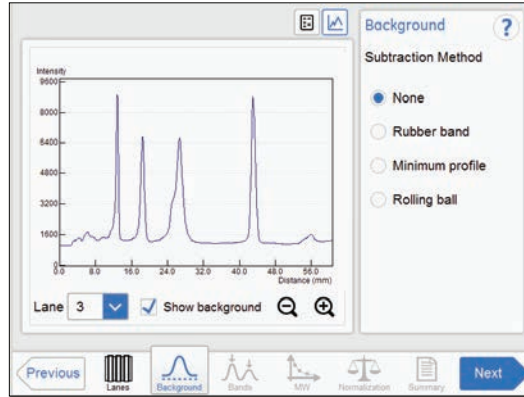 Background
?
Subtraction Method
None
Rubber band
Minimum profile
Rolling ball
Intensity
9600
8000
6400
4800
3200
1600
0
0.0 8.0 16.0 24.0 32.0 40.0 48.0 56.0
Distance (mm)
Lane 3 Show background
Previous
Lanes
Background
Bands
MW
Normalization
Summary
Next